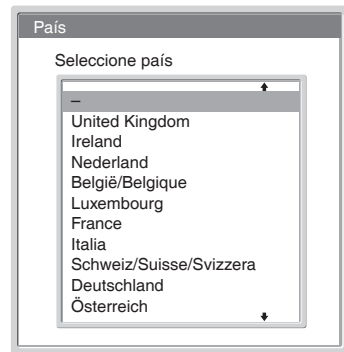 País
Seleccione país
–
United Kingdom
Ireland
Nederland
België/Belgique
Luxembourg
France
Italia
Schweiz/Suisse/Svizzera
Deutschland
Österreich